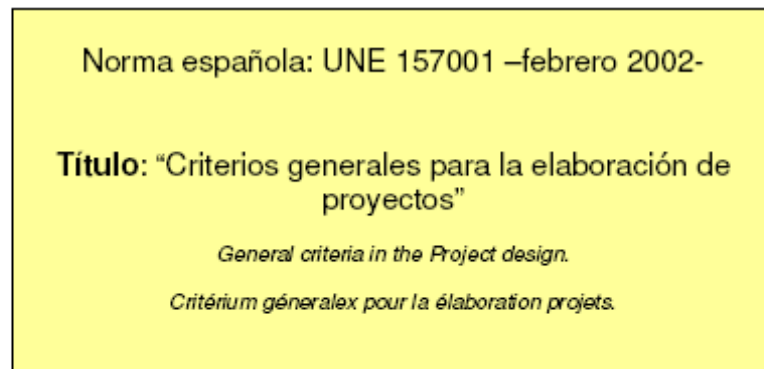 Norma española: UNE 157001 –febrero 2002-
Título: “Criterios generales para la elaboración de
proyectos”
General criteria in the Project design.
Critérium géneralex pour la élaboration projets.